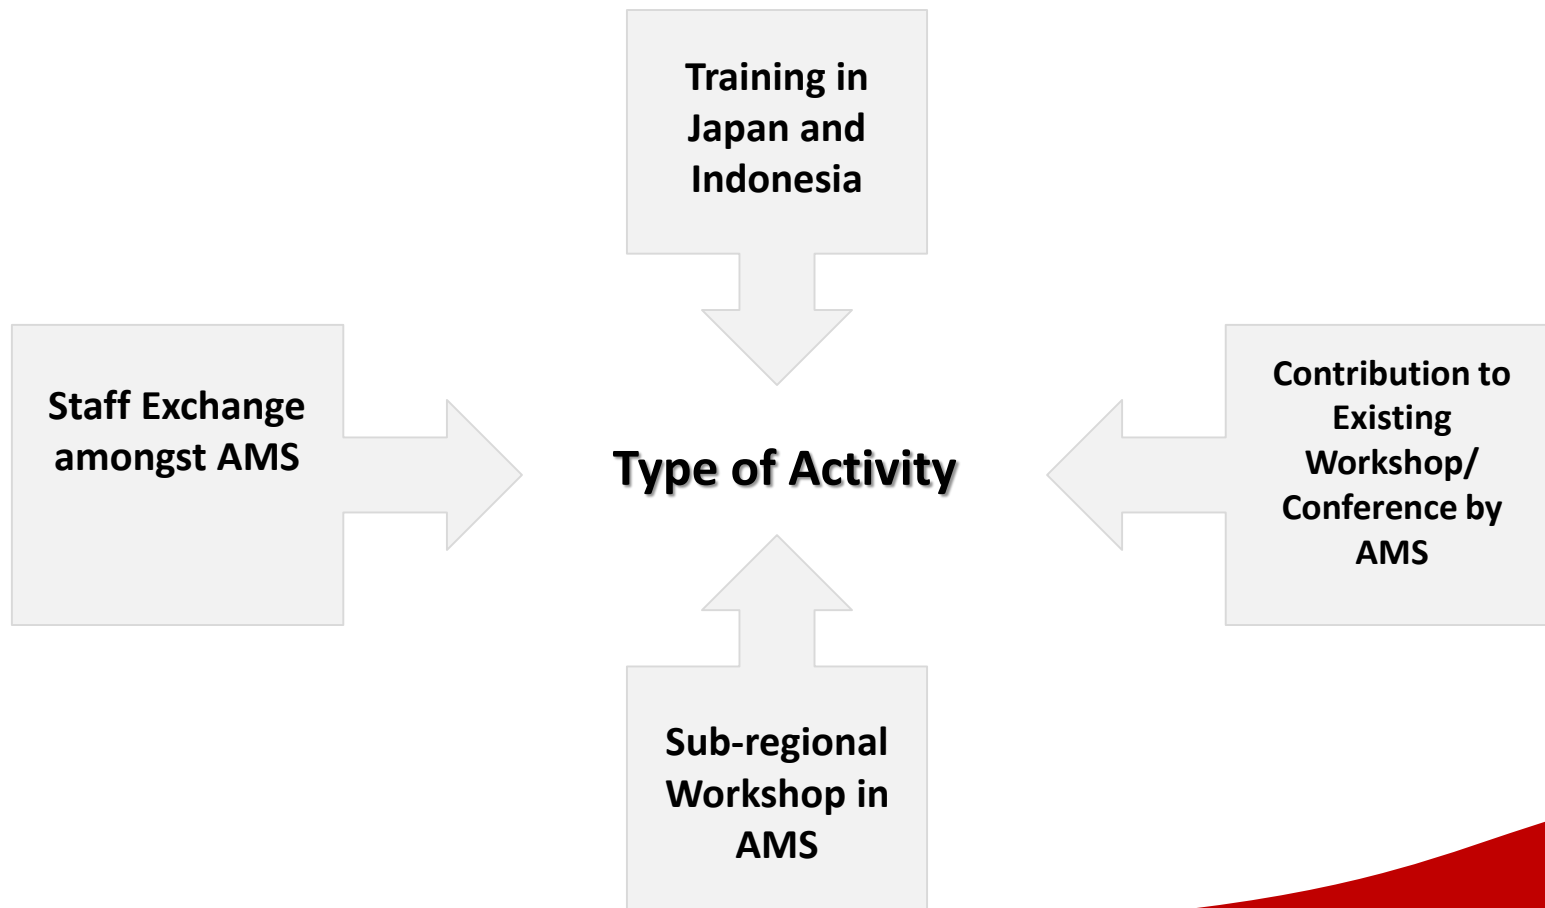 Training in
Japan and
Indonesia
Staff Exchange
amongst AMS
Type of Activity
Contribution to
Existing
Workshop/
Conference by
AMS
Sub-regional
Workshop in
AMS